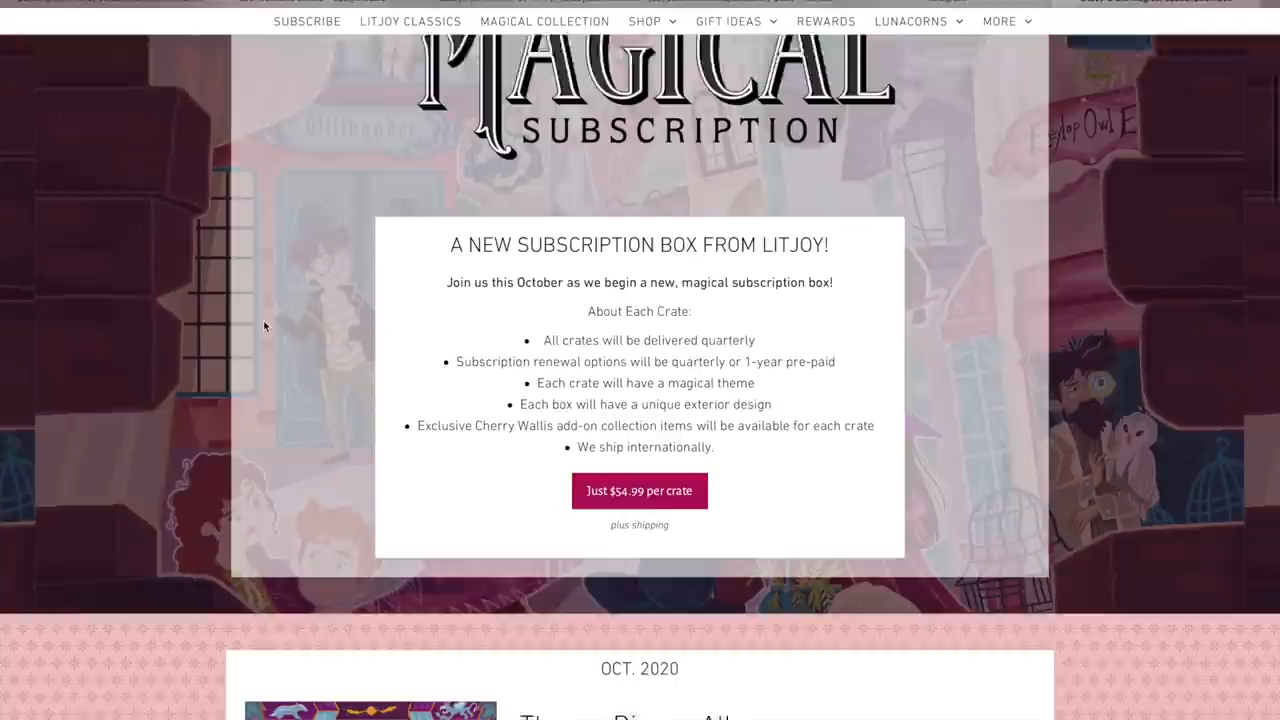 SUBSCRIBE LITJOY CLASSICS MAGICAL COLLECTION SHOP GIFT IDEAS REWARDS LUNACORNS MORE
MAGICAL
SUBSCRIPTION
Ollivander
Eeylop Owl E
A NEW SUBSCRIPTION BOX FROM LITJOY!
Join us this October as we begin a new, magical subscription box!
About Each Crate:
• All crates will be delivered quarterly
• Subscription renewal options will be quarterly or 1-year pre-paid
• Each crate will have a magical theme
• Each box will have a unique exterior design
• Exclusive Cherry Wallis add-on collection items will be available for each crate
• We ship internationally.
Just $54.99 per crate
plus shipping
OCT. 2020